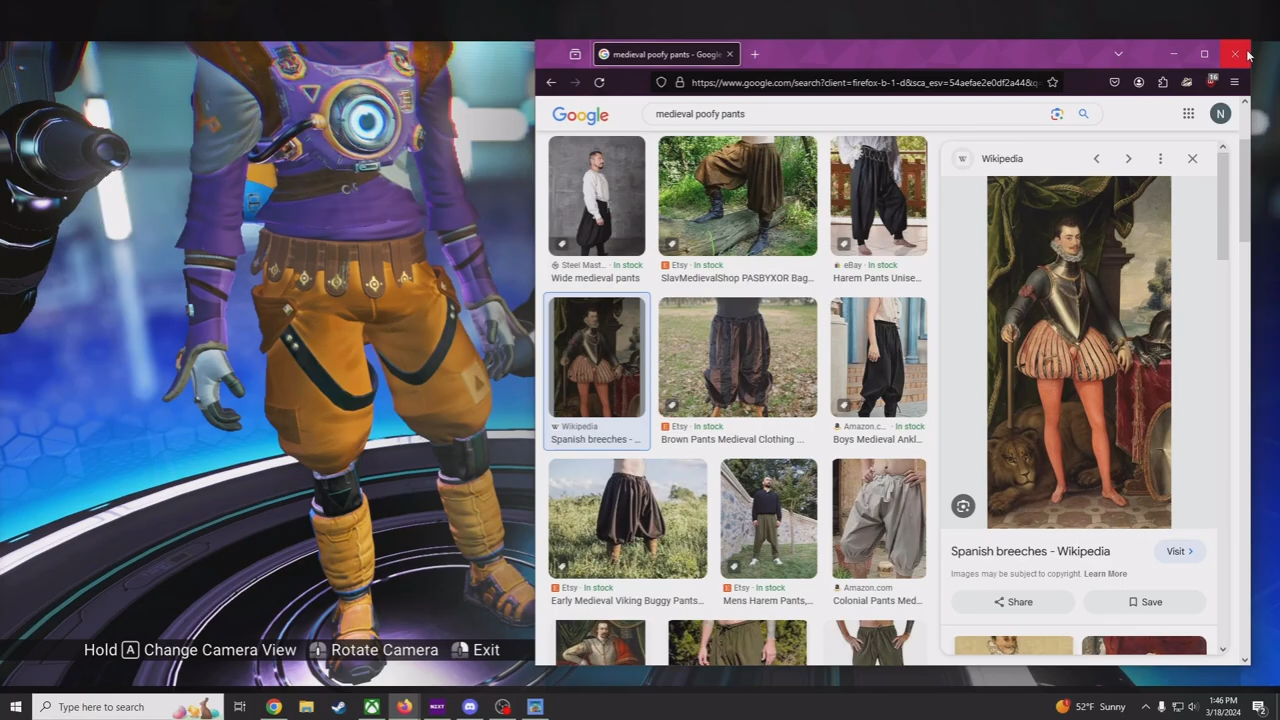 medieval poofy pants - Google
https://www.google.com/search?client=firefox-b-1-d&sca_esv=54aefae2e0df2a44&q
16
Google
medieval poofy pants
N
Steel Mast... · In stock
Wide medieval pants
Etsy · In stock
SlavMedievalShop PASBYXOR Bag...
eBay · In stock
Harem Pants Unise...
Wikipedia
Spanish breeches - ...
Etsy · In stock
Brown Pants Medieval Clothing ...
Amazon.c... · In stock
Boys Medieval Ankl...
Etsy · In stock
Early Medieval Viking Buggy Pants...
Etsy · In stock
Mens Harem Pants,...
Amazon.com
Colonial Pants Med...
W Wikipedia
Spanish breeches - Wikipedia
Visit >
Images may be subject to copyright. Learn More
Share
Save
Hold A Change Camera View Rotate Camera Exit
Type here to search
NZXT
52°F Sunny
1:46 PM
3/18/2024
2